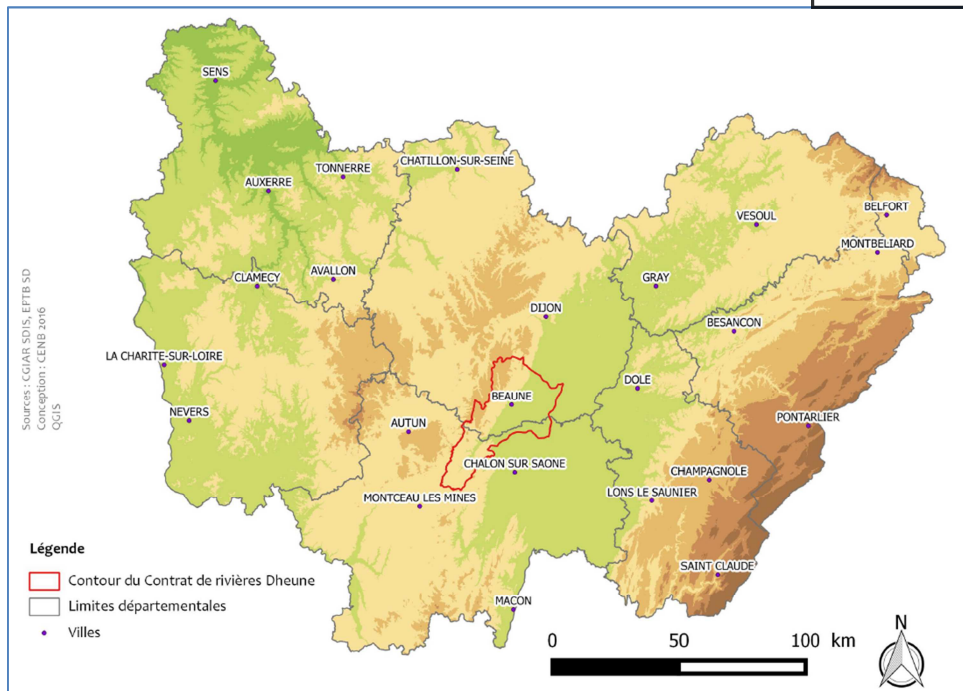 SENS
TONNERRE
CHATILLON-SUR-SEINE
AUXERRE
VESOUL
BELFORT
MONTBELIARD
CLAMECY
AVALLON
GRAY
DIJON
BESANCON
LA CHARITE-SUR-LOIRE
DOLE
BEAUNE
NEVERS
AUTUN
PONTARLIER
CHALON SUR SAONE
CHAMPAGNOLE
MONTCEAU LES MINES
LONS LE SAUNIER
SAINT CLAUDE
MACON
Sources : CGIAR SDIS, EPTB SD
Conception : CENB 2016
QGIS
Légende
Contour du Contrat de rivières Dheune
Limites départementales
Villes
0 50 100 km
N